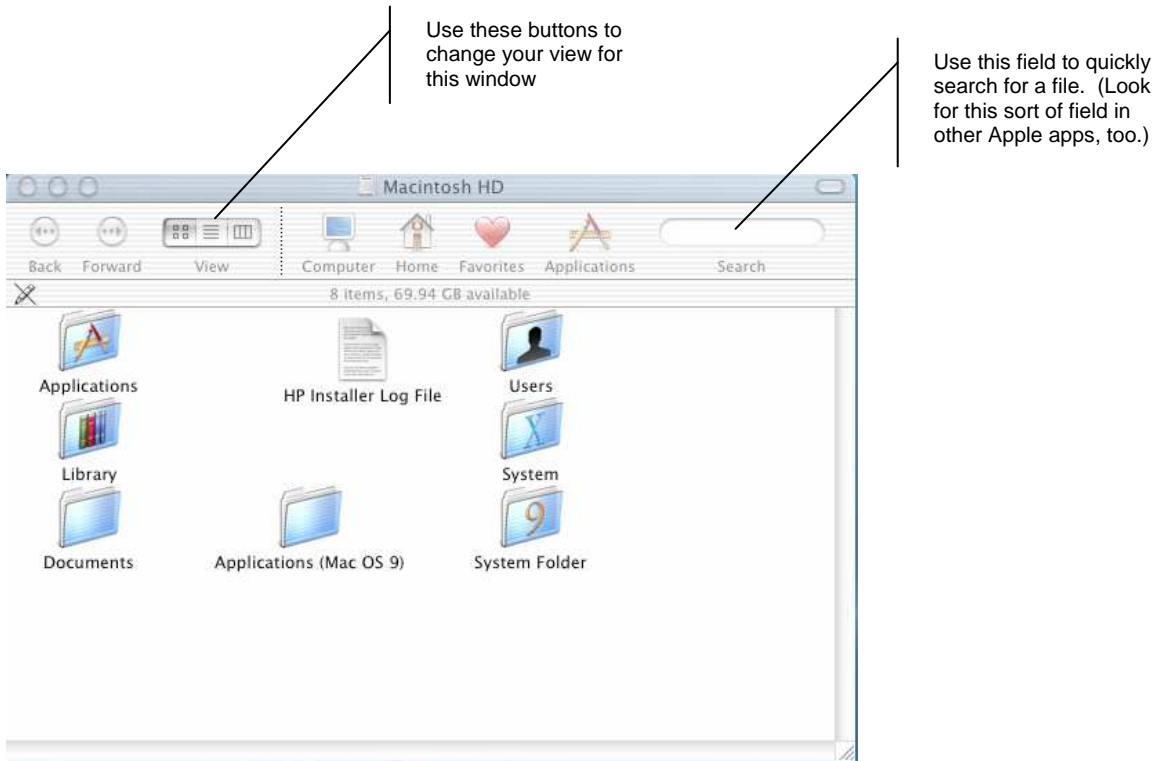 Use these buttons to
change your view for
this window
Use this field to quickly
search for a file.  (Look
for this sort of field in
other Apple apps, too.)
Macintosh HD
Back Forward View Computer Home Favorites Applications Search
8 items, 69.94 GB available
Applications
HP Installer Log File
Users
Library
System
Documents
Applications (Mac OS 9)
System Folder